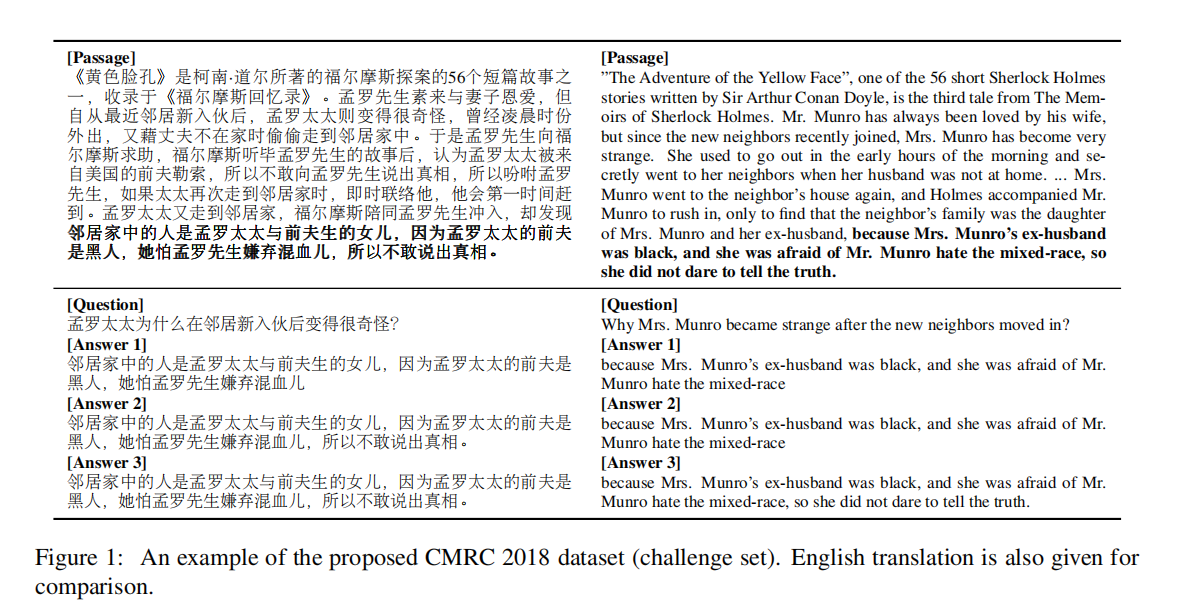 [Passage]
《黄色脸孔》是柯南·道尔所著的福尔摩斯探案的56个短篇故事之
一，收录于《福尔摩斯回忆录》。孟罗先生素来与妻子恩爱，但
自从最近邻居新入伙后，孟罗太太则变得很奇怪，曾经凌晨时份
外出，又藉丈夫不在家时偷偷走到邻居家中。于是孟罗先生向福
尔摩斯求助，福尔摩斯听毕孟罗先生的故事后，认为孟罗太太被来
自美国的前夫勒索，所以不敢向孟罗先生说出真相，所以吩咐孟罗
先生，如果太太再次走到邻居家时，即时联络他，他会第一时间赶
到。孟罗太太又走到邻居家，福尔摩斯陪同孟罗先生冲入，却发现
邻居家中的人是孟罗太太与前夫生的女儿，因为孟罗太太的前夫
是黑人，她怕孟罗先生嫌弃混血儿，所以不敢说出真相。
[Passage]
”The Adventure of the Yellow Face”, one of the 56 short Sherlock Holmes
stories written by Sir Arthur Conan Doyle, is the third tale from The Mem-
oirs of Sherlock Holmes. Mr. Munro has always been loved by his wife,
but since the new neighbors recently joined, Mrs. Munro has become very
strange. She used to go out in the early hours of the morning and se-
cretly went to her neighbors when her husband was not at home. ... Mrs.
Munro went to the neighbor's house again, and Holmes accompanied Mr.
Munro to rush in, only to find that the neighbor's family was the daughter
of Mrs. Munro and her ex-husband, because Mrs. Munro's ex-husband
was black, and she was afraid of Mr. Munro hate the mixed-race, so
she did not dare to tell the truth.
[Question]
孟罗太太为什么在邻居新入伙后变得很奇怪？
[Answer 1]
邻居家中的人是孟罗太太与前夫生的女儿，因为孟罗太太的前夫是
黑人，她怕孟罗先生嫌弃混血儿
[Answer 2]
邻居家中的人是孟罗太太与前夫生的女儿，因为孟罗太太的前夫是
黑人，她怕孟罗先生嫌弃混血儿，所以不敢说出真相。
[Answer 3]
邻居家中的人是孟罗太太与前夫生的女儿，因为孟罗太太的前夫是
黑人，她怕孟罗先生嫌弃混血儿，所以不敢说出真相。
[Question]
Why Mrs. Munro became strange after the new neighbors moved in?
[Answer 1]
because Mrs. Munro's ex-husband was black, and she was afraid of Mr.
Munro hate the mixed-race
[Answer 2]
because Mrs. Munro's ex-husband was black, and she was afraid of Mr.
Munro hate the mixed-race
[Answer 3]
because Mrs. Munro's ex-husband was black, and she was afraid of Mr.
Munro hate the mixed-race, so she did not dare to tell the truth.
Figure 1: An example of the proposed CMRC 2018 dataset (challenge set). English translation is also given for
comparison.